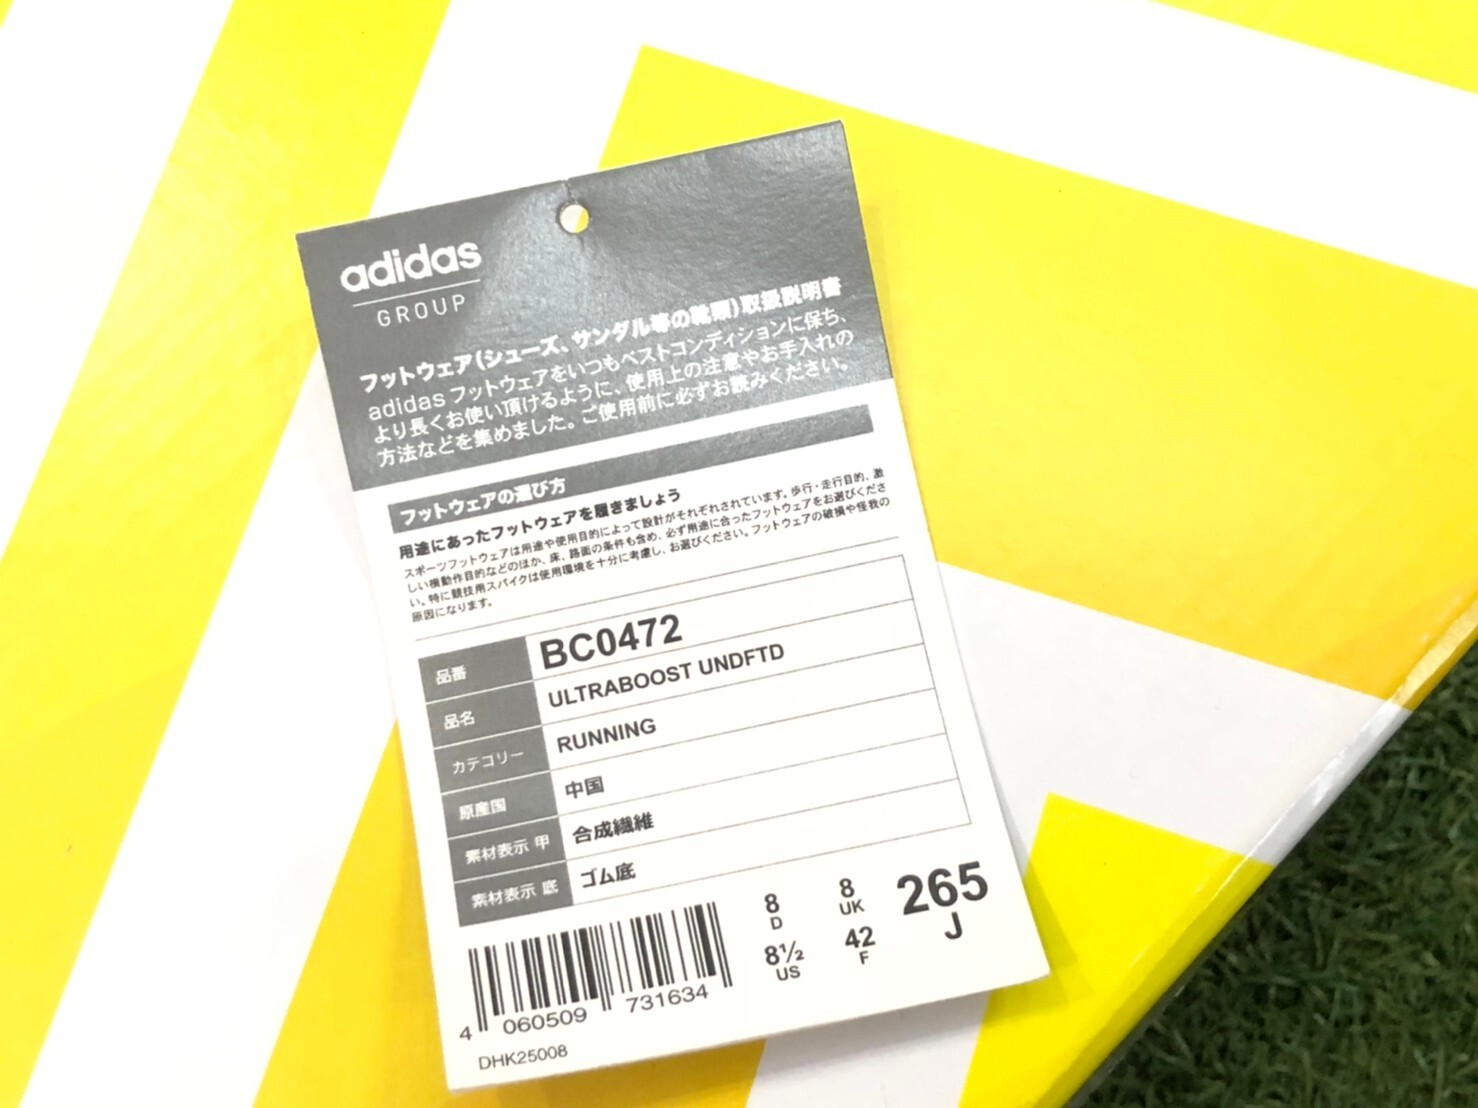 adidas
GROUP
フットウェア(シューズ、サンダル等の靴類)取扱説明書
adidas フットウェアをいつもベストコンディションに保ち、
より長くお使い頂けるように、使用上の注意やお手入れの
方法などを集めました。ご使用前に必ずお読みください。
フットウェアの選び方
用途にあったフットウェアを履きましょう
スポーツフットウェアは用途や使用目的によって設計がそれぞれされています。歩行・走行目的、激
しい機動作目的などのほか、床、路面の条件も含め、必ず用途に合ったフットウェアをお選びくださ
い。特に競技用スパイクは使用環境を十分に考慮し、お選びください。フットウェアの破損や怪我の
原因になります。
品番 BC0472
品名 ULTRABOOST UNDFTD
カテゴリー RUNNING
原産国 中国
素材表示 甲 合成繊維
素材表示 底 ゴム底
8 D 8 UK 265 J
8½ US 42 F
4 060509 731634
DHK25008